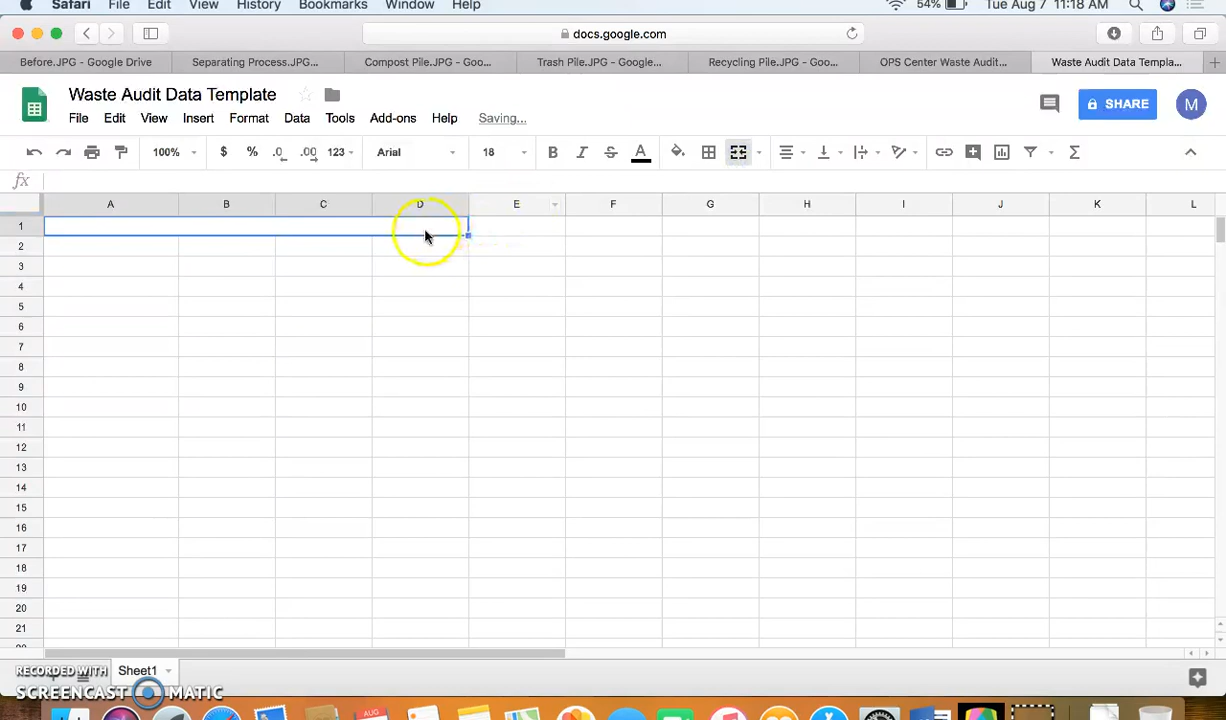 Safari File Edit View History Bookmarks Window Help 54% Tue Aug 7 11:18 AM
docs.google.com
Before.JPG - Google Drive Separating Process.JPG... Compost Pile.JPG - Goo... Trash Pile.JPG - Google... Recycling Pile.JPG - Goo... OPS Center Waste Audit... Waste Audit Data Templa...
Waste Audit Data Template
SHARE M
File Edit View Insert Format Data Tools Add-ons Help Saving...
100% $ % .0 .00 123 Arial 18 B I S A Σ
fx
A B C D E F G H I J K L
1
2
3
4
5
6
7
8
9
10
11
12
13
14
15
16
17
18
19
20
21
RECORDED WITH Sheet1
SCREENCAST MATIC
AUG